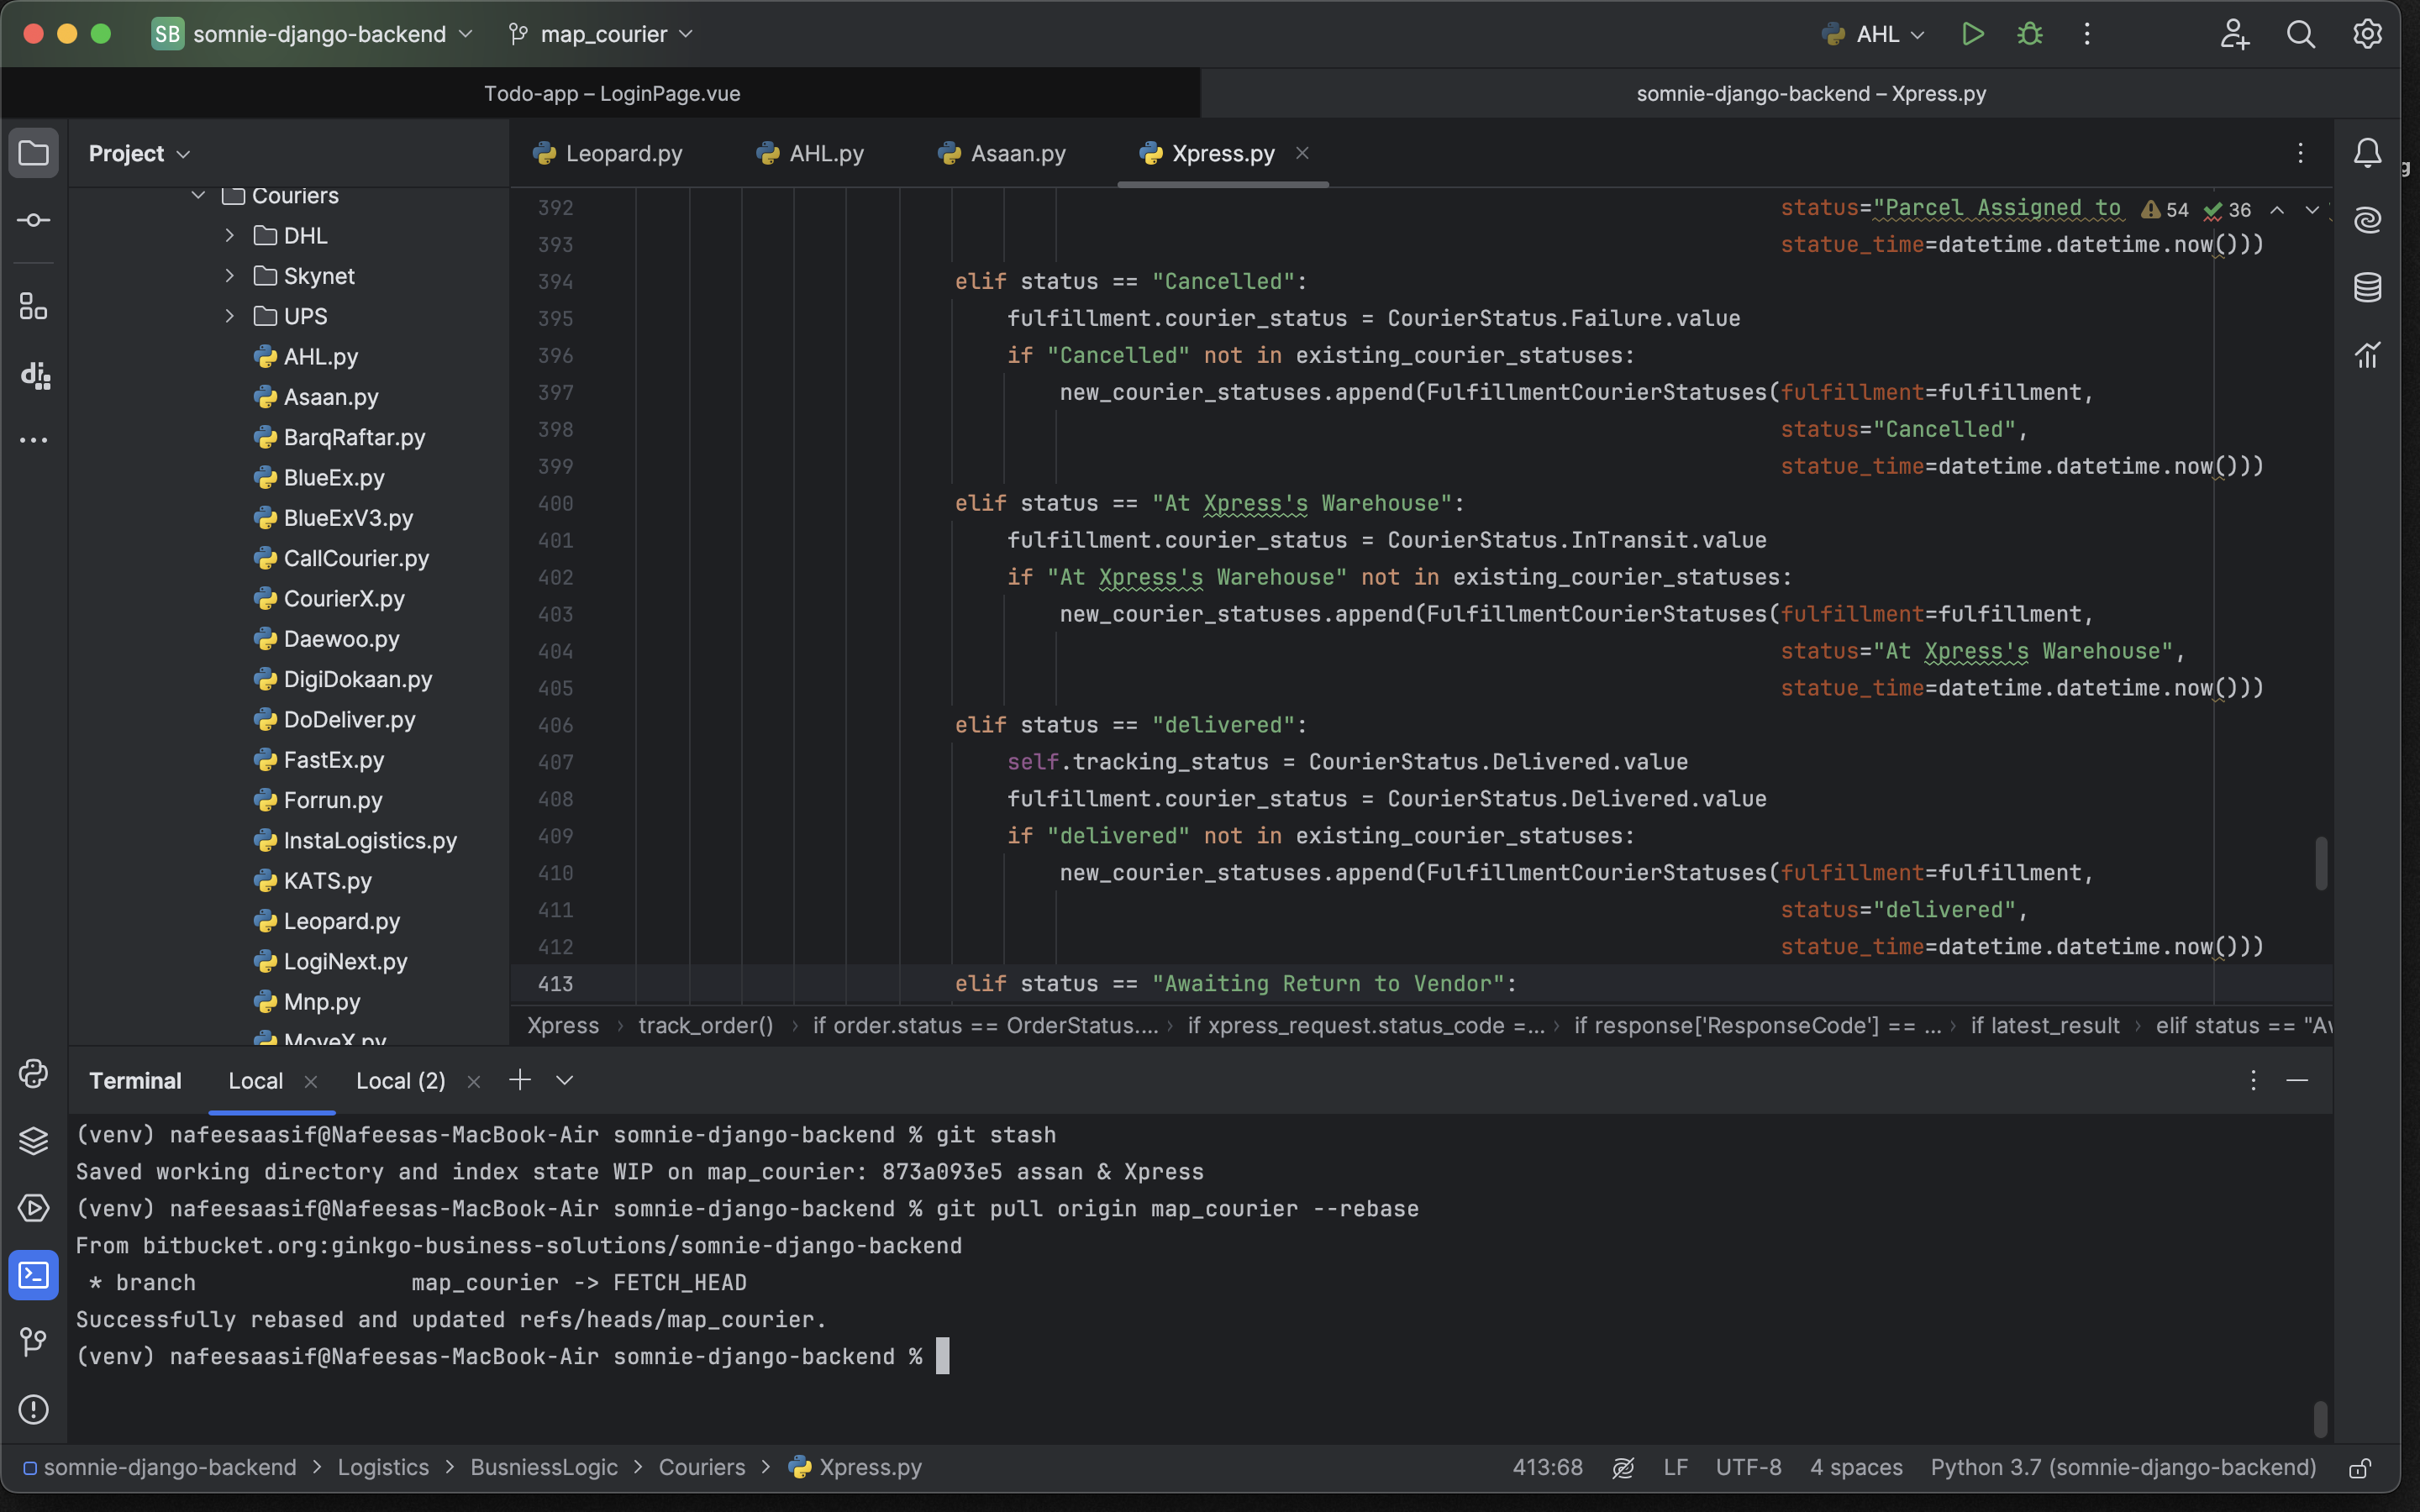 SB somnie-django-backend map_courier AHL
Todo-app – LoginPage.vue somnie-django-backend – Xpress.py
Project
Couriers
DHL
Skynet
UPS
AHL.py
Asaan.py
BarqRaftar.py
BlueEx.py
BlueExV3.py
CallCourier.py
CourierX.py
Daewoo.py
DigiDokaan.py
DoDeliver.py
FastEx.py
Forrun.py
InstaLogistics.py
KATS.py
Leopard.py
LogiNext.py
Mnp.py
MoveX.py
Leopard.py AHL.py Asaan.py Xpress.py
392 status="Parcel Assigned to 54 36
393 statue_time=datetime.datetime.now()))
394 elif status == "Cancelled":
395 fulfillment.courier_status = CourierStatus.Failure.value
396 if "Cancelled" not in existing_courier_statuses:
397 new_courier_statuses.append(FulfillmentCourierStatuses(fulfillment=fulfillment,
398 status="Cancelled",
399 statue_time=datetime.datetime.now()))
400 elif status == "At Xpress's Warehouse":
401 fulfillment.courier_status = CourierStatus.InTransit.value
402 if "At Xpress's Warehouse" not in existing_courier_statuses:
403 new_courier_statuses.append(FulfillmentCourierStatuses(fulfillment=fulfillment,
404 status="At Xpress's Warehouse",
405 statue_time=datetime.datetime.now()))
406 elif status == "delivered":
407 self.tracking_status = CourierStatus.Delivered.value
408 fulfillment.courier_status = CourierStatus.Delivered.value
409 if "delivered" not in existing_courier_statuses:
410 new_courier_statuses.append(FulfillmentCourierStatuses(fulfillment=fulfillment,
411 status="delivered",
412 statue_time=datetime.datetime.now()))
413 elif status == "Awaiting Return to Vendor":
Xpress › track_order() › if order.status == OrderStatus.... › if xpress_request.status_code =... › if response['ResponseCode'] == ... › if latest_result › elif status == "Aw
Terminal Local Local (2)
(venv) nafeesaasif@Nafeesas-MacBook-Air somnie-django-backend % git stash
Saved working directory and index state WIP on map_courier: 873a093e5 assan & Xpress
(venv) nafeesaasif@Nafeesas-MacBook-Air somnie-django-backend % git pull origin map_courier --rebase
From bitbucket.org:ginkgo-business-solutions/somnie-django-backend
* branch map_courier -> FETCH_HEAD
Successfully rebased and updated refs/heads/map_courier.
(venv) nafeesaasif@Nafeesas-MacBook-Air somnie-django-backend %
somnie-django-backend > Logistics > BusniessLogic > Couriers > Xpress.py 413:68 LF UTF-8 4 spaces Python 3.7 (somnie-django-backend)